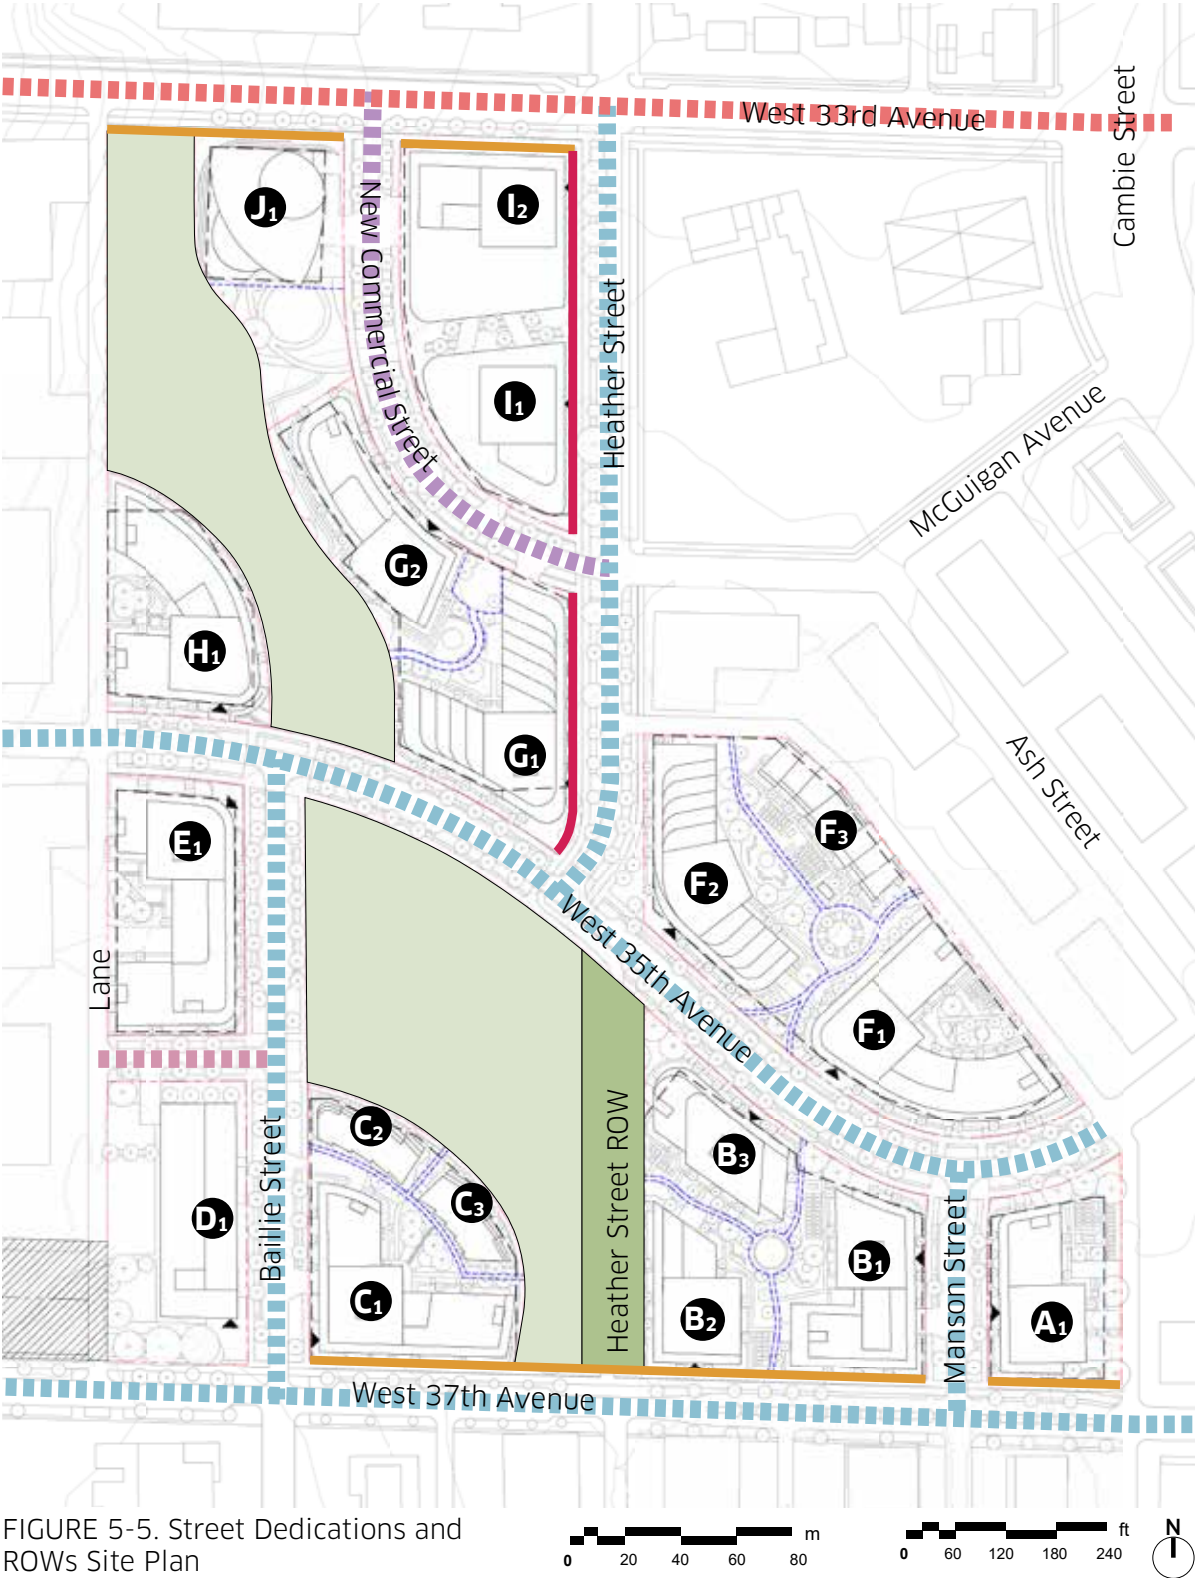 West 33rd Avenue
Cambie Street
J1
I2
New Commercial Street
Heather Street
I1
McGuigan Avenue
G2
H1
G1
Ash Street
E1
F3
F2
West 35th Avenue
Lane
F1
C2
Baillie Street
Heather Street ROW
B3
C3
D1
Manson Street
B1
C1
B2
A1
West 37th Avenue
FIGURE 5-5. Street Dedications and
ROWs Site Plan
m
0 20 40 60 80
ft
0 60 120 180 240
N